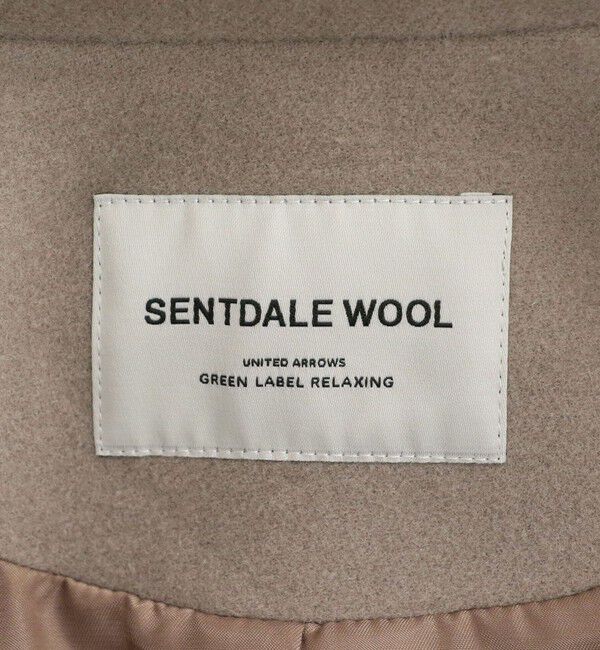 SENTDALE WOOL
UNITED ARROWS
GREEN LABEL RELAXING